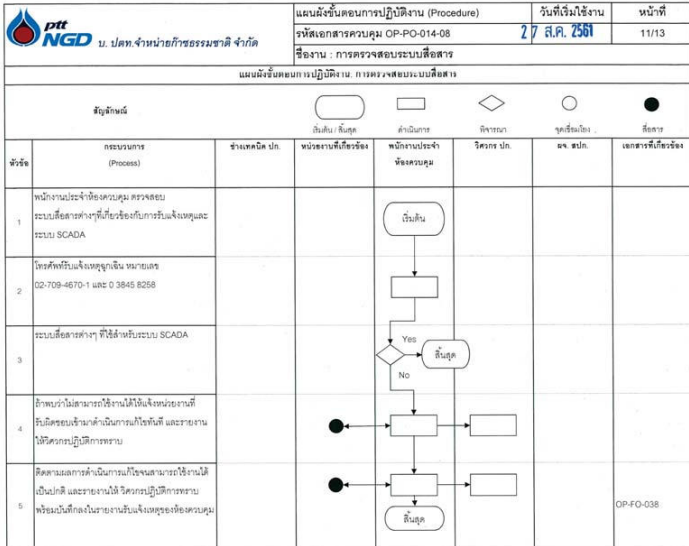 ptt
NGD บ. ปตท.จำหน่ายก๊าซธรรมชาติ จำกัด
แผนผังขั้นตอนการปฏิบัติงาน (Procedure)
วันที่เริ่มใช้งาน
หน้าที่
รหัสเอกสารควบคุม OP-PO-014-08
27 ส.ค. 2561
11/13
ชื่องาน : การตรวจสอบระบบสื่อสาร
แผนผังขั้นตอนการปฏิบัติงาน: การตรวจสอบระบบสื่อสาร
สัญลักษณ์
เริ่มต้น / สิ้นสุด
ดำเนินการ
พิจารณา
จุดเชื่อมโยง
สื่อสาร
หัวข้อ
กระบวนการ
(Process)
ช่างเทคนิค ปก.
หน่วยงานที่เกี่ยวข้อง
พนักงานประจำ
ห้องควบคุม
วิศวกร ปก.
ผจ. สปก.
เอกสารที่เกี่ยวข้อง
1
พนักงานประจำห้องควบคุม ตรวจสอบ
ระบบสื่อสารต่างๆที่เกี่ยวข้องกับการรับแจ้งเหตุและ
ระบบ SCADA
เริ่มต้น
2
โทรศัพท์รับแจ้งเหตุฉุกเฉิน หมายเลข
02-709-4670-1 และ 0 3845 8258
3
ระบบสื่อสารต่างๆ ที่ใช้สำหรับระบบ SCADA
Yes
สิ้นสุด
No
4
ถ้าพบว่าไม่สามารถใช้งานได้ให้แจ้งหน่วยงานที่
รับผิดชอบเข้ามาดำเนินการแก้ไขทันที และรายงาน
ให้วิศวกรปฏิบัติการทราบ
5
ติดตามผลการดำเนินการแก้ไขจนสามารถใช้งานได้
เป็นปกติ และรายงานให้ วิศวกรปฏิบัติการทราบ
พร้อมบันทึกลงในรายงานรับแจ้งเหตุของห้องควบคุม
สิ้นสุด
OP-FO-038